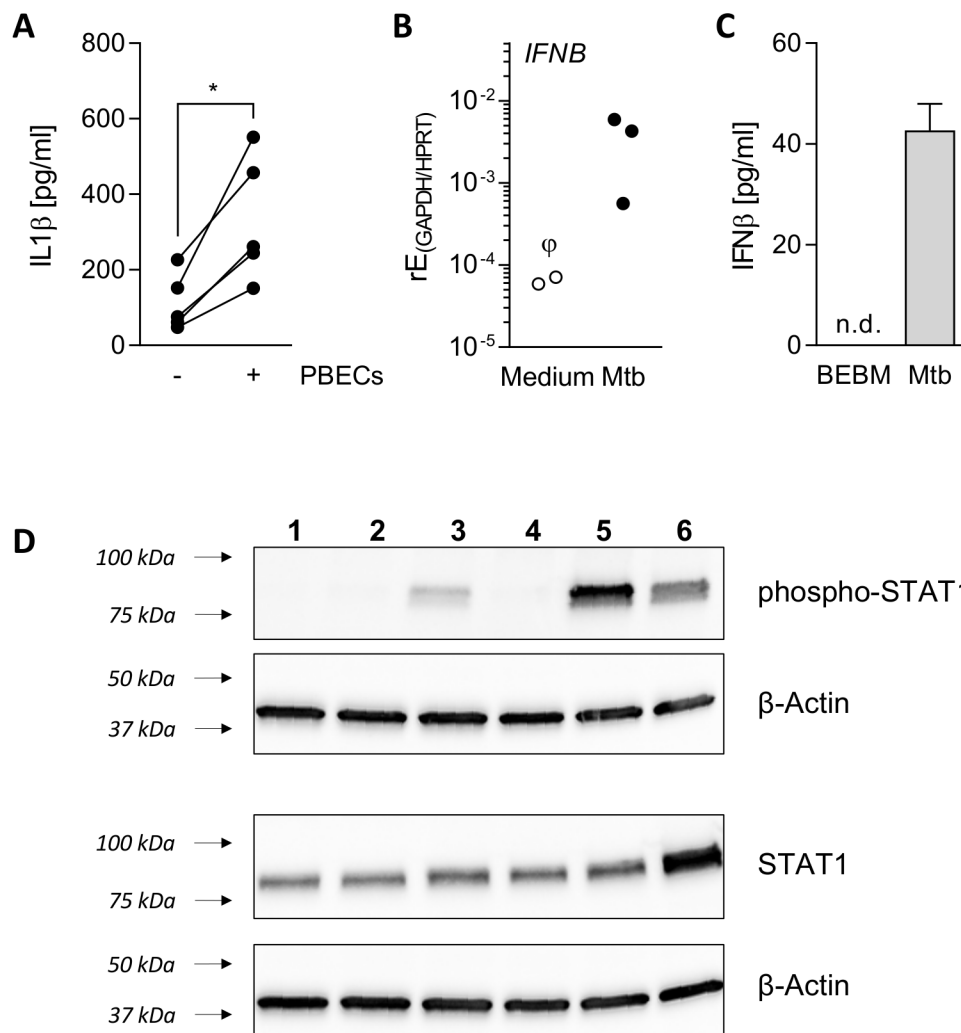 A
IL1β [pg/ml]
800
600
400
200
0
*
- + PBECs
B
rE(GAPDH/HPRT)
IFNB
10-2
10-3
10-4
10-5
φ
Medium Mtb
C
IFNβ [pg/ml]
60
40
20
0
n.d.
BEBM Mtb
D
1 2 3 4 5 6
100 kDa
75 kDa
phospho-STAT1
50 kDa
37 kDa
β-Actin
100 kDa
75 kDa
STAT1
50 kDa
37 kDa
β-Actin